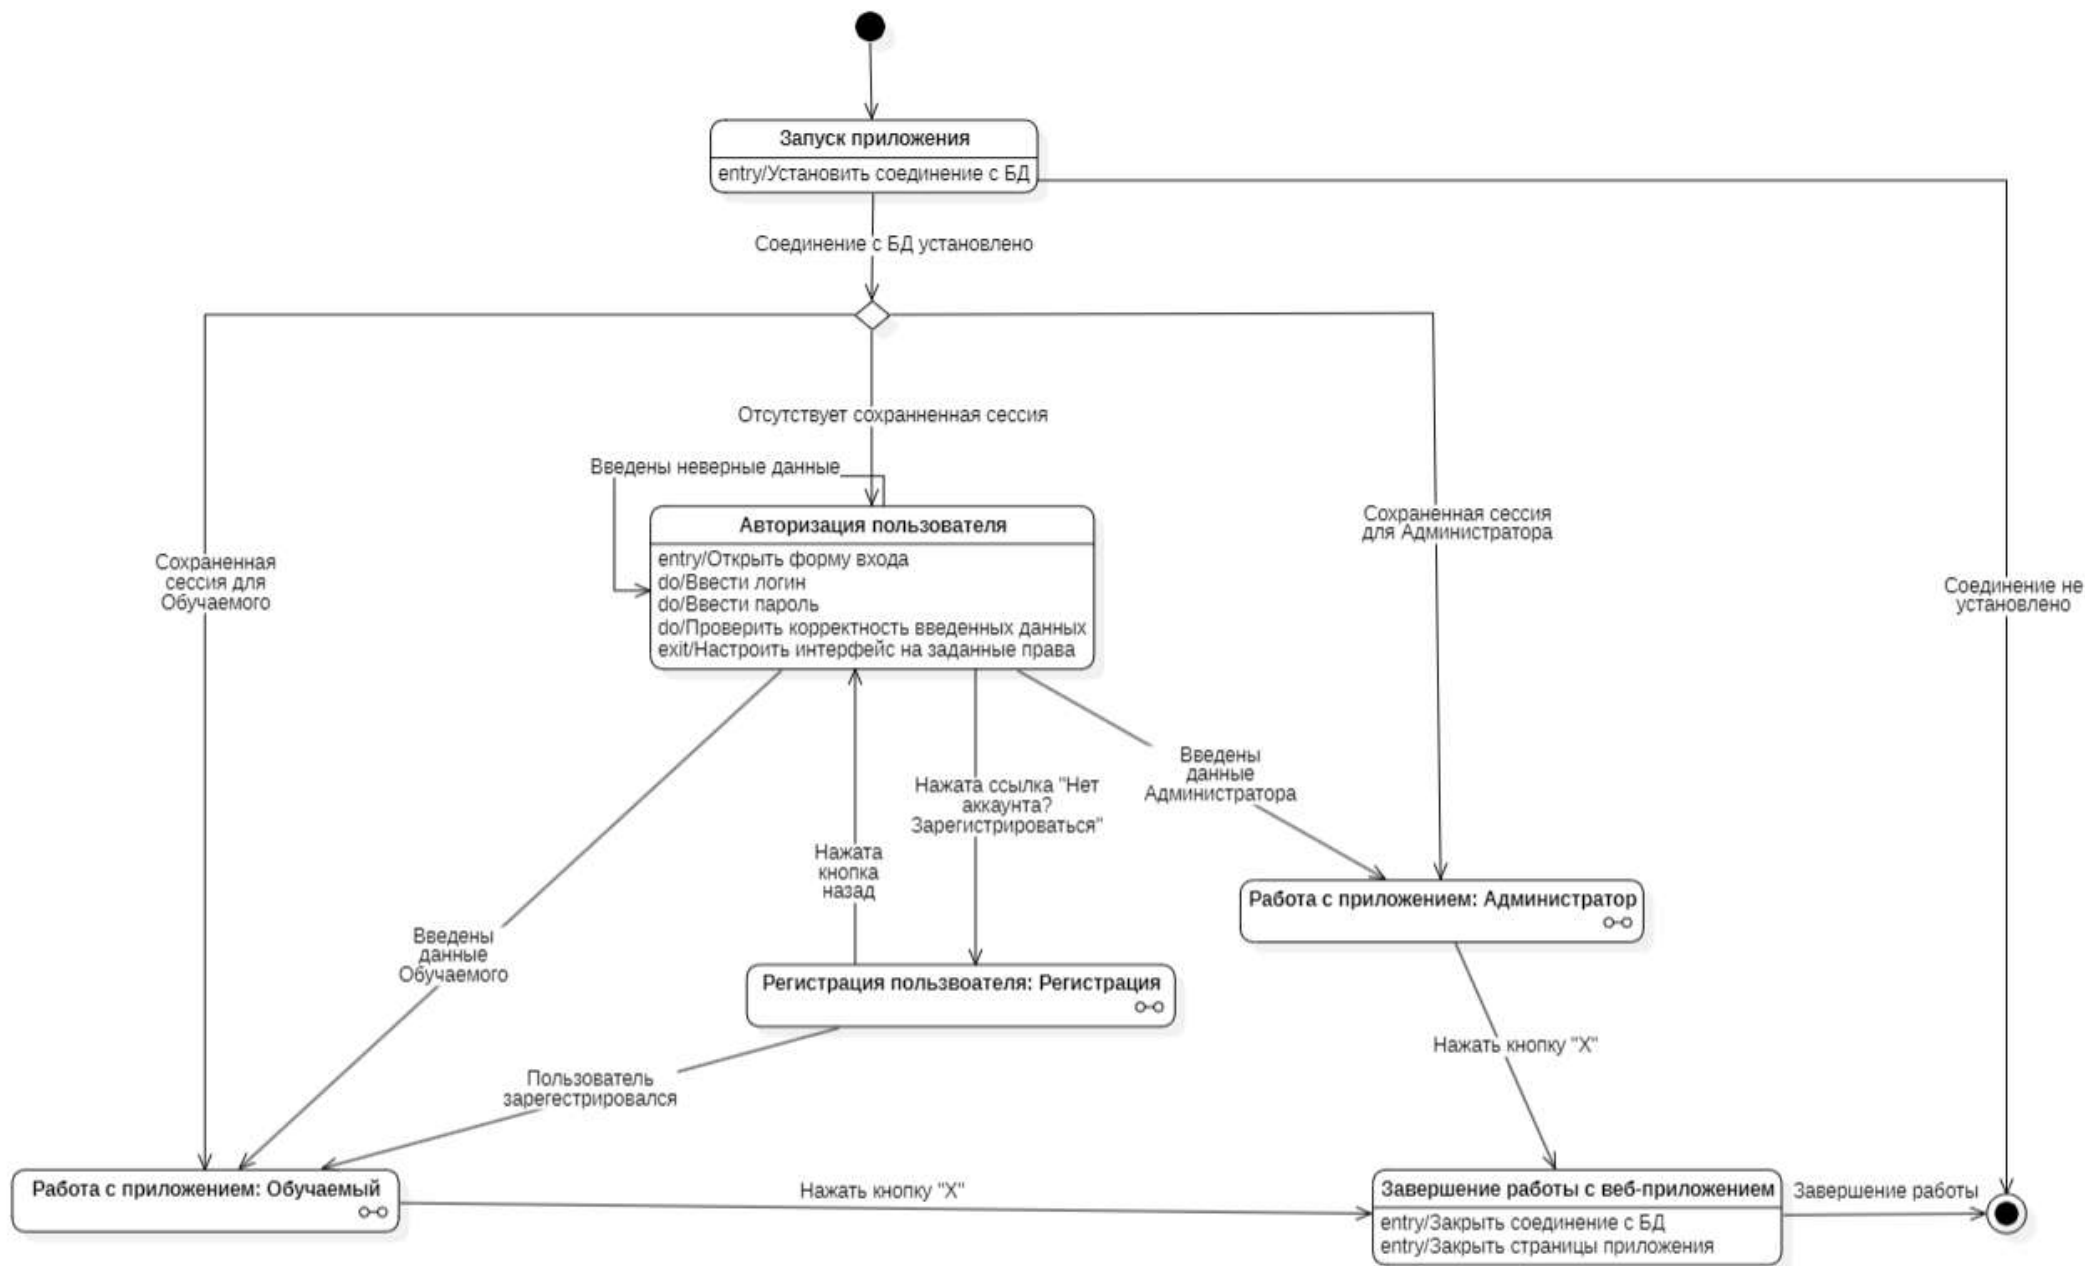 Запуск приложения
entry/Установить соединение с БД
Соединение с БД установлено
Отсутствует сохранненная сессия
Введены неверные данные
Авторизация пользователя
entry/Открыть форму входа
do/Ввести логин
do/Ввести пароль
do/Проверить корректность введенных данных
exit/Настроить интерфейс на заданные права
Сохраненная сессия
для Администратора
Сохраненная
сессия для
Обучаемого
Соединение не
установлено
Введены
данные
Администратора
Нажата ссылка "Нет
аккаунта?
Зарегистрироваться"
Нажата
кнопка
назад
Работа с приложением: Администратор
Введены
данные
Обучаемого
Регистрация пользвоателя: Регистрация
Нажать кнопку "X"
Пользователь
зарегестрировался
Работа с приложением: Обучаемый
Нажать кнопку "X"
Завершение работы с веб-приложением
entry/Закрыть соединение с БД
entry/Закрыть страницы приложения
Завершение работы